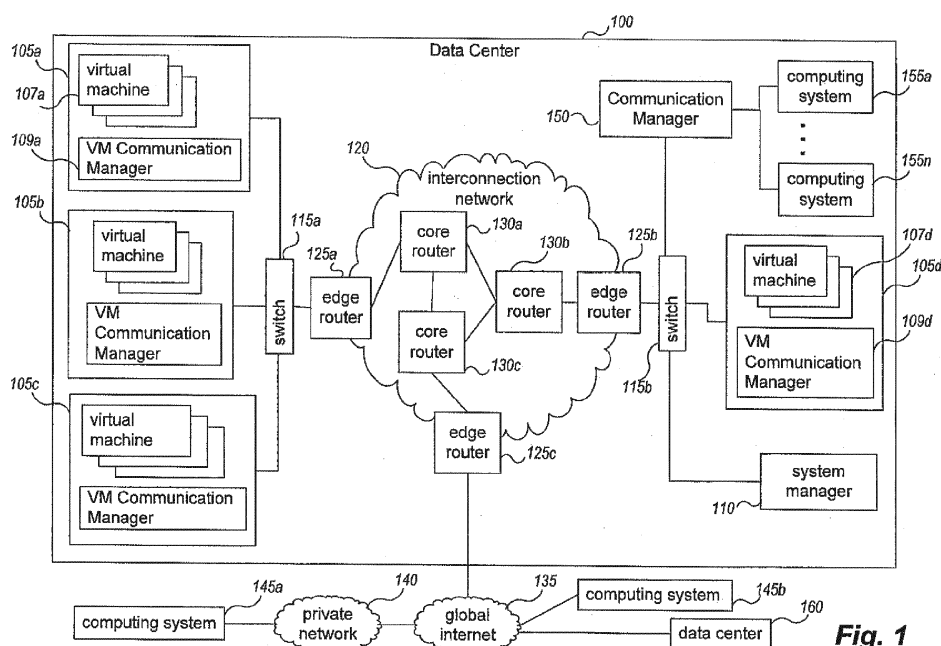 100
Data Center
105a
virtual
machine
107a
109a
VM Communication
Manager
105b
virtual
machine
VM
Communication
Manager
105c
virtual
machine
VM Communication
Manager
115a
switch
120
interconnection
network
125a
edge
router
130a
core
router
130b
core
router
core
router
130c
125b
edge
router
edge
router
125c
switch
115b
150
Communication
Manager
computing
system
155a
computing
system
155n
107d
virtual
machine
105d
109d
VM
Communication
Manager
system
manager
110
145a
computing system
140
private
network
135
global
internet
computing system
145b
160
data center
Fig. 1